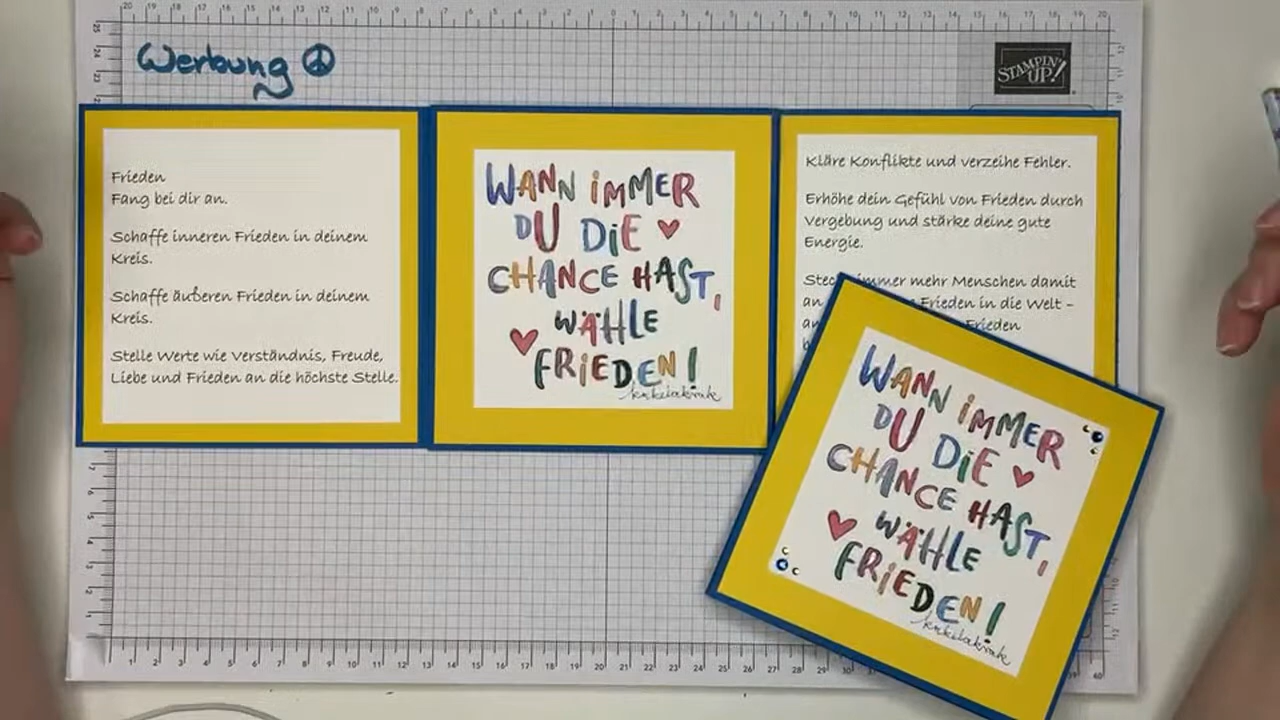 Werbung
STAMPIN' UP!
Frieden
Fang bei dir an.
Schaffe inneren Frieden in deinem
Kreis.
Schaffe äußeren Frieden in deinem
Kreis.
Stelle Werte wie Verständnis, Freude,
Liebe und Frieden an die höchste Stelle.
WANN iMMER
DU DiE
CHANCE HAST,
WÄHLE
FRiEDEN!
krikelakrak
Kläre Konflikte und verzeihe Fehler.
Erhöhe dein Gefühl von Frieden durch
Vergebung und stärke deine gute
Energie.
immer mehr Menschen damit
an Frieden in die Welt –
Frieden
WANN iMMER
DU DiE
CHANCE HAST,
WÄHLE
FRiEDEN!
krikelakrak